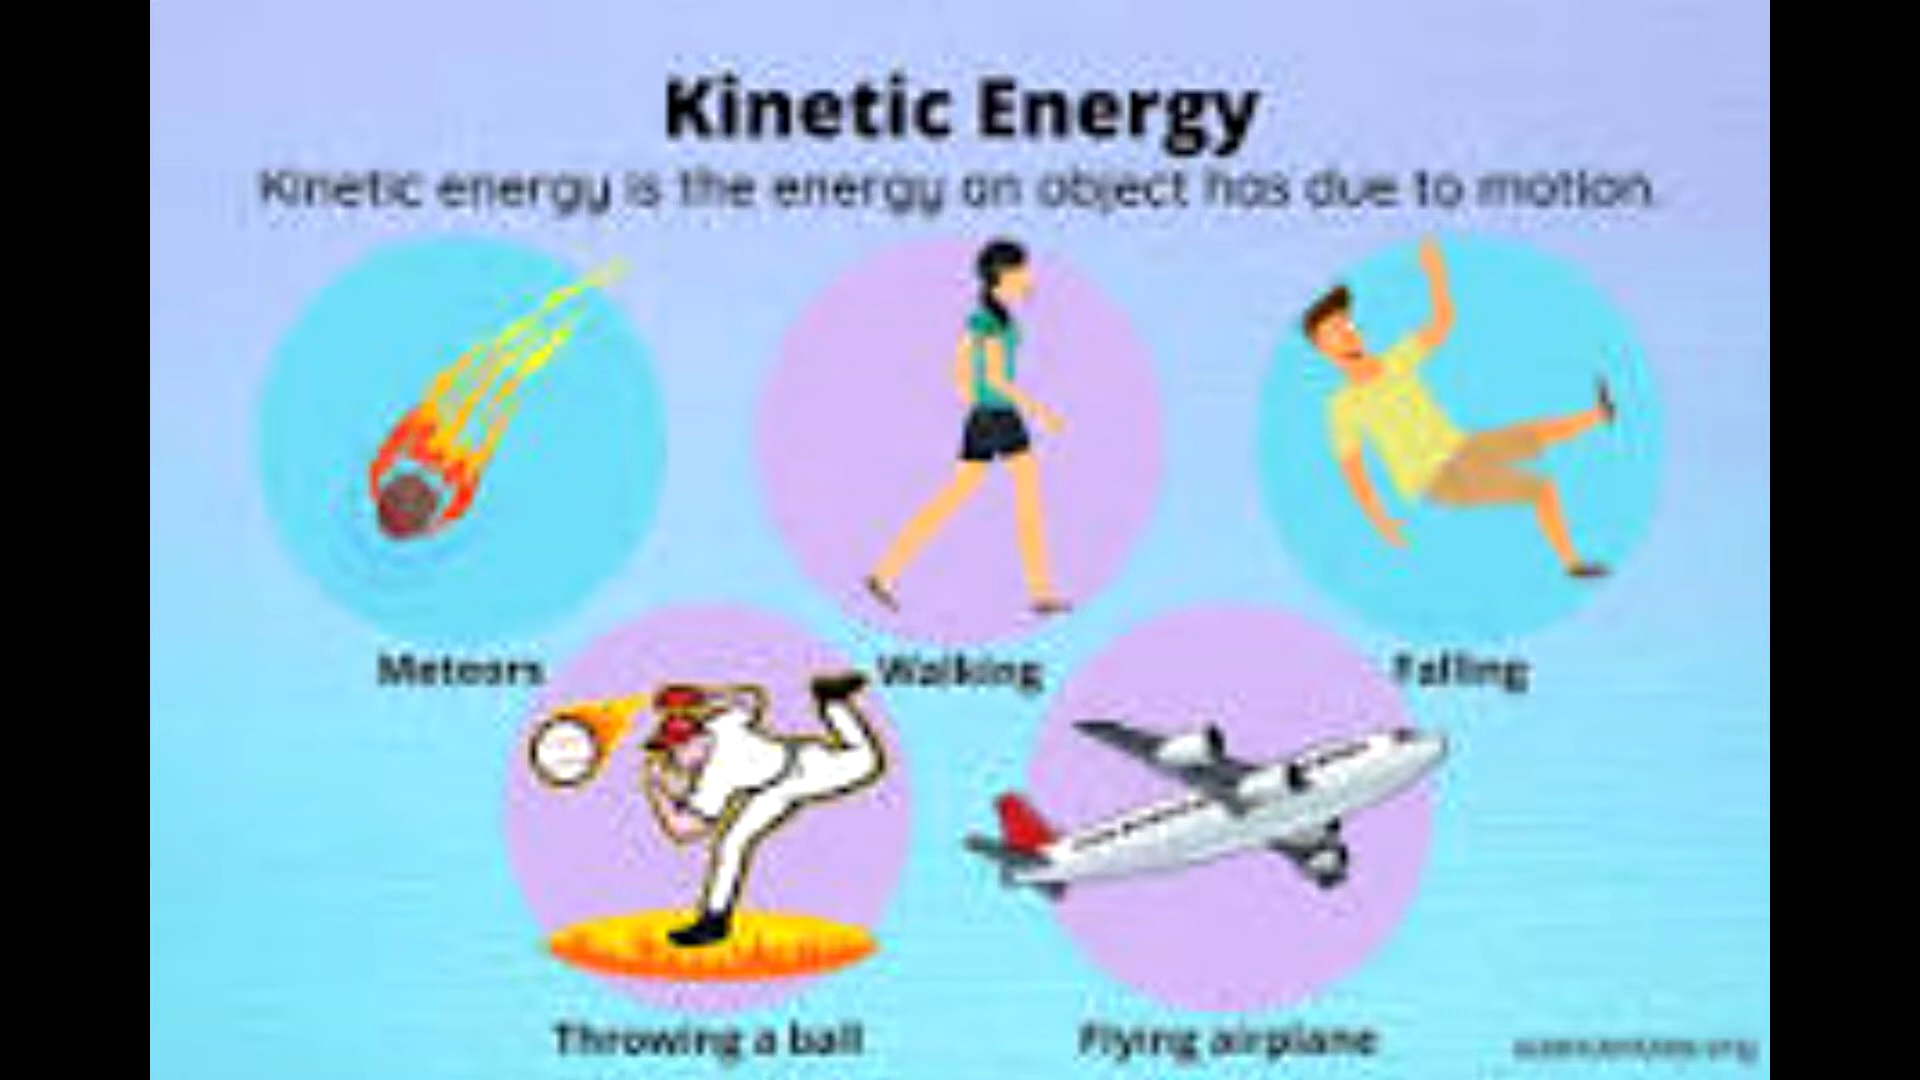 Kinetic Energy
Kinetic energy is the energy an object has due to motion.
Meteors
Walking
Falling
Throwing a ball
Flying airplane